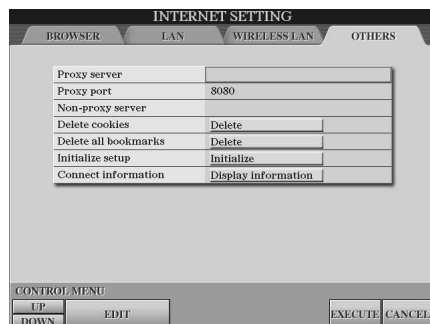 INTERNET SETTING
BROWSER LAN WIRELESS LAN OTHERS
Proxy server
Proxy port 8080
Non-proxy server
Delete cookies Delete
Delete all bookmarks Delete
Initialize setup Initialize
Connect information Display information
CONTROL MENU
UP
DOWN EDIT EXECUTE CANCEL